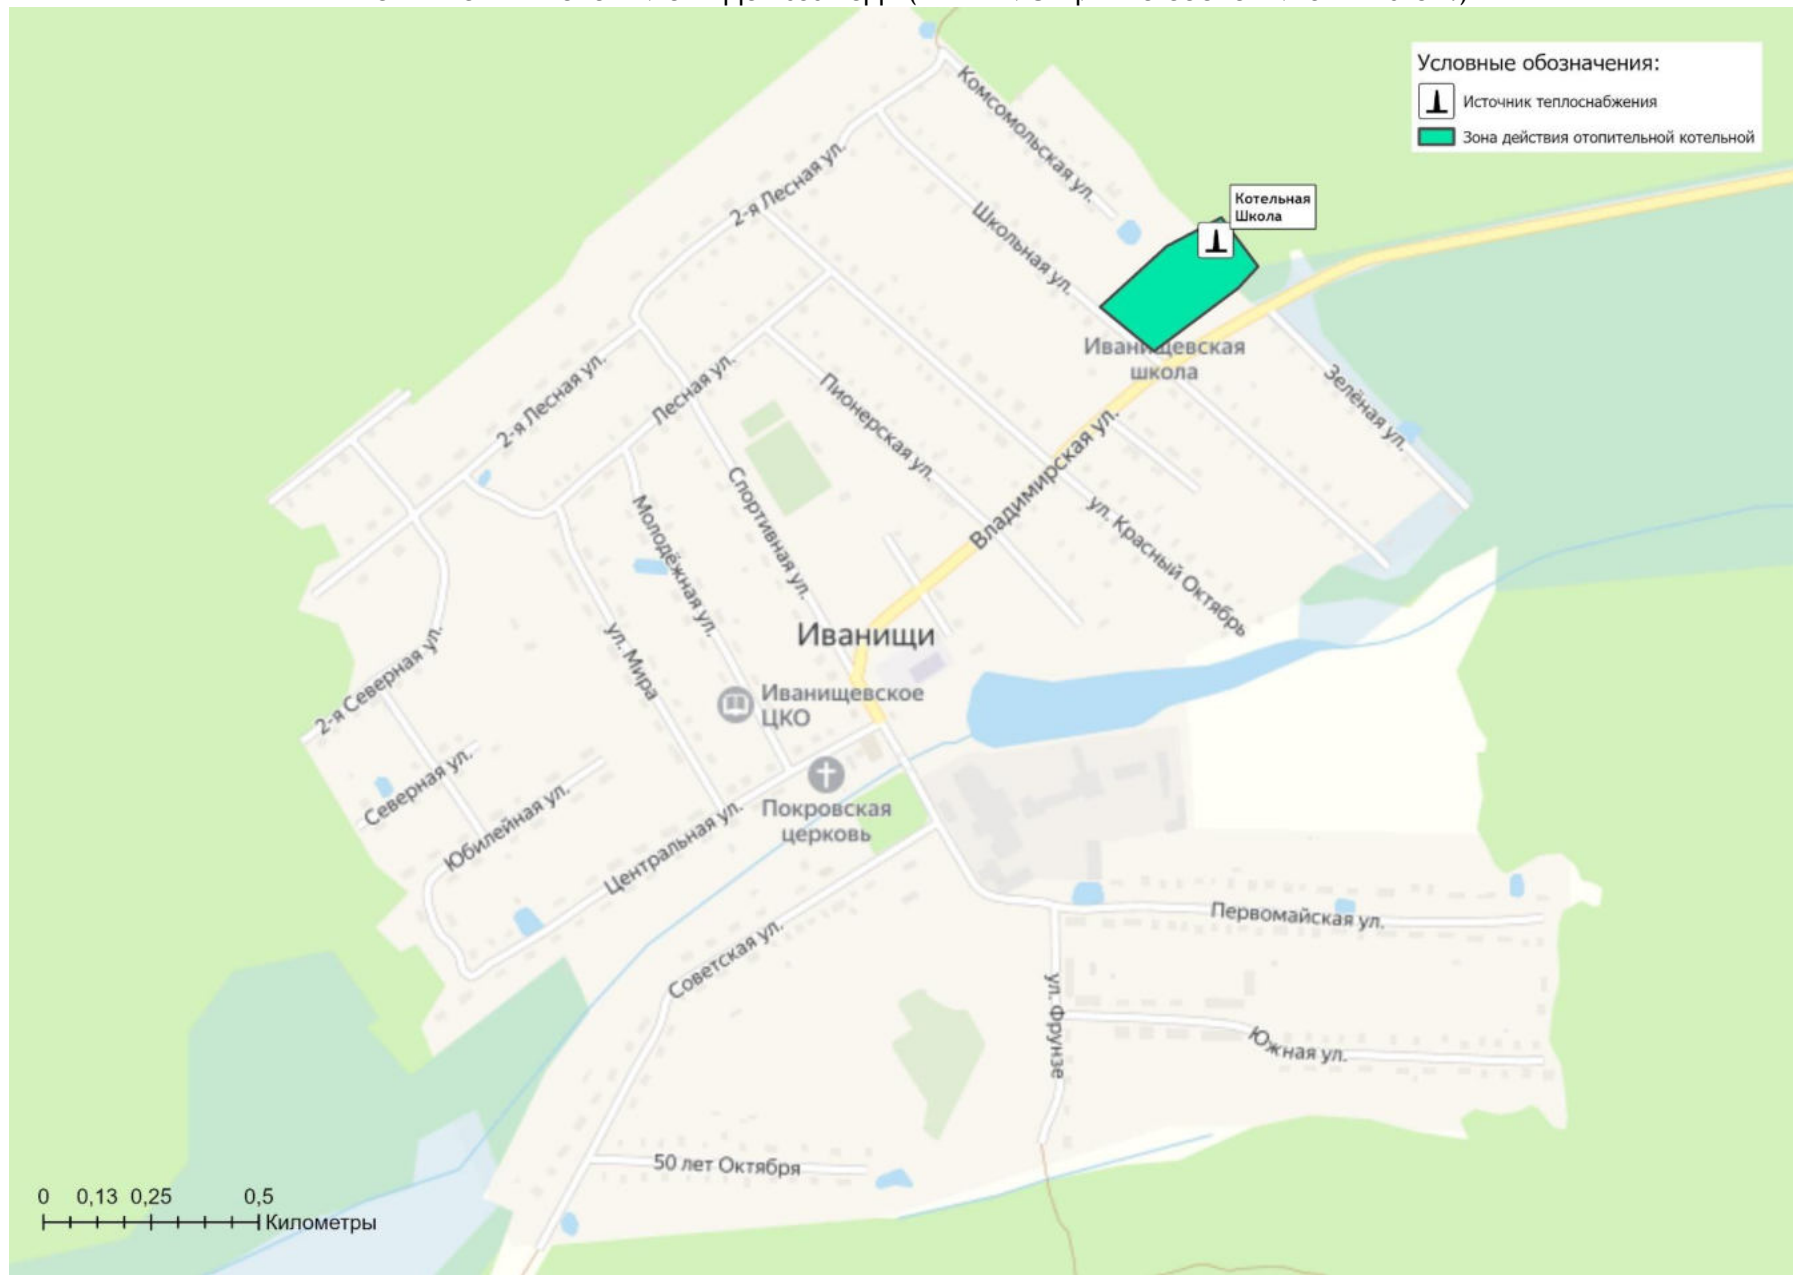 Условные обозначения:
Источник теплоснабжения
Зона действия отопительной котельной
Комсомольская ул.
2-я Лесная ул.
Школьная ул.
Котельная
Школа
Иванищевская
школа
Зелёная ул.
2-я Лесная ул.
Лесная ул.
Пионерская ул.
Владимирская ул.
Спортивная ул.
Молодёжная ул.
ул. Красный Октябрь
ул. Мира
Иванищи
2-я Северная ул.
Иванищевское
ЦКО
Северная ул.
Юбилейная ул.
Центральная ул.
Покровская
церковь
Советская ул.
Первомайская ул.
ул. Фрунзе
Южная ул.
50 лет Октября
0 0,13 0,25 0,5
Километры